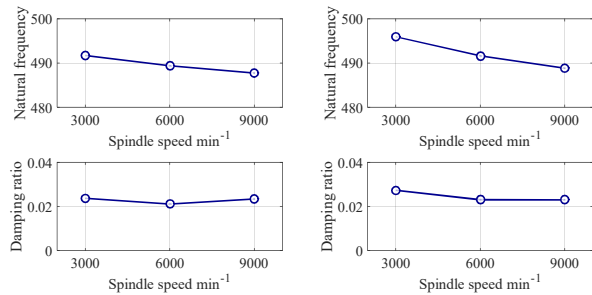 Natural frequency
500
490
480
3000 6000 9000
Spindle speed min⁻¹
Natural frequency
500
490
480
3000 6000 9000
Spindle speed min⁻¹
Damping ratio
0.04
0.02
0
3000 6000 9000
Spindle speed min⁻¹
Damping ratio
0.04
0.02
0
3000 6000 9000
Spindle speed min⁻¹